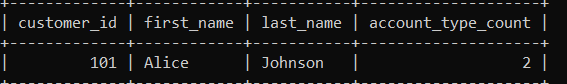 +-------------+------------+-----------+--------------------+
| customer_id | first_name | last_name | account_type_count |
+-------------+------------+-----------+--------------------+
|         101 | Alice      | Johnson   |                  2 |
+-------------+------------+-----------+--------------------+